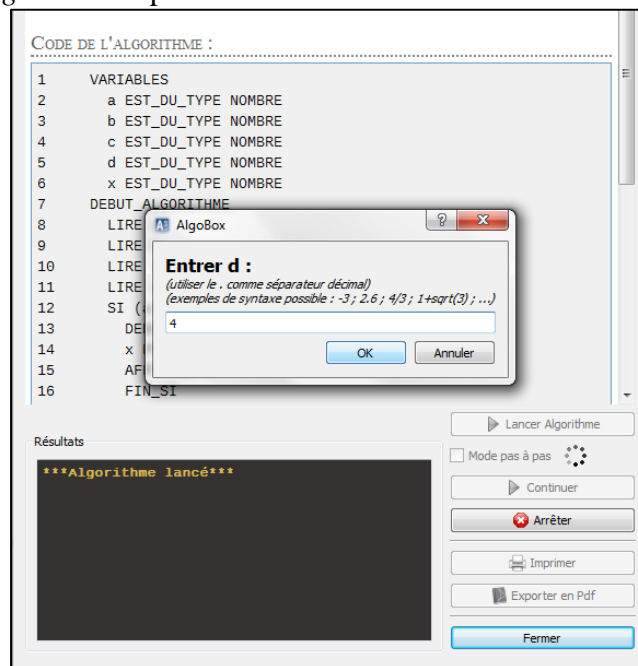 CODE DE L'ALGORITHME :
1 VARIABLES
2 a EST_DU_TYPE NOMBRE
3 b EST_DU_TYPE NOMBRE
4 c EST_DU_TYPE NOMBRE
5 d EST_DU_TYPE NOMBRE
6 x EST_DU_TYPE NOMBRE
7 DEBUT_ALGORITHME
8 LIRE
9 LIRE
10 LIRE
11 LIRE
12 SI
13
14 x
15
16 FIN_SI
AlgoBox
Entrer d :
(utiliser le . comme séparateur décimal)
(exemples de syntaxe possible : -3 ; 2.6 ; 4/3 ; 1+sqrt(3) ; ...)
4
OK Annuler
Lancer Algorithme
Mode pas à pas
Continuer
Arrêter
Imprimer
Exporter en Pdf
Fermer
Résultats
***Algorithme lancé***